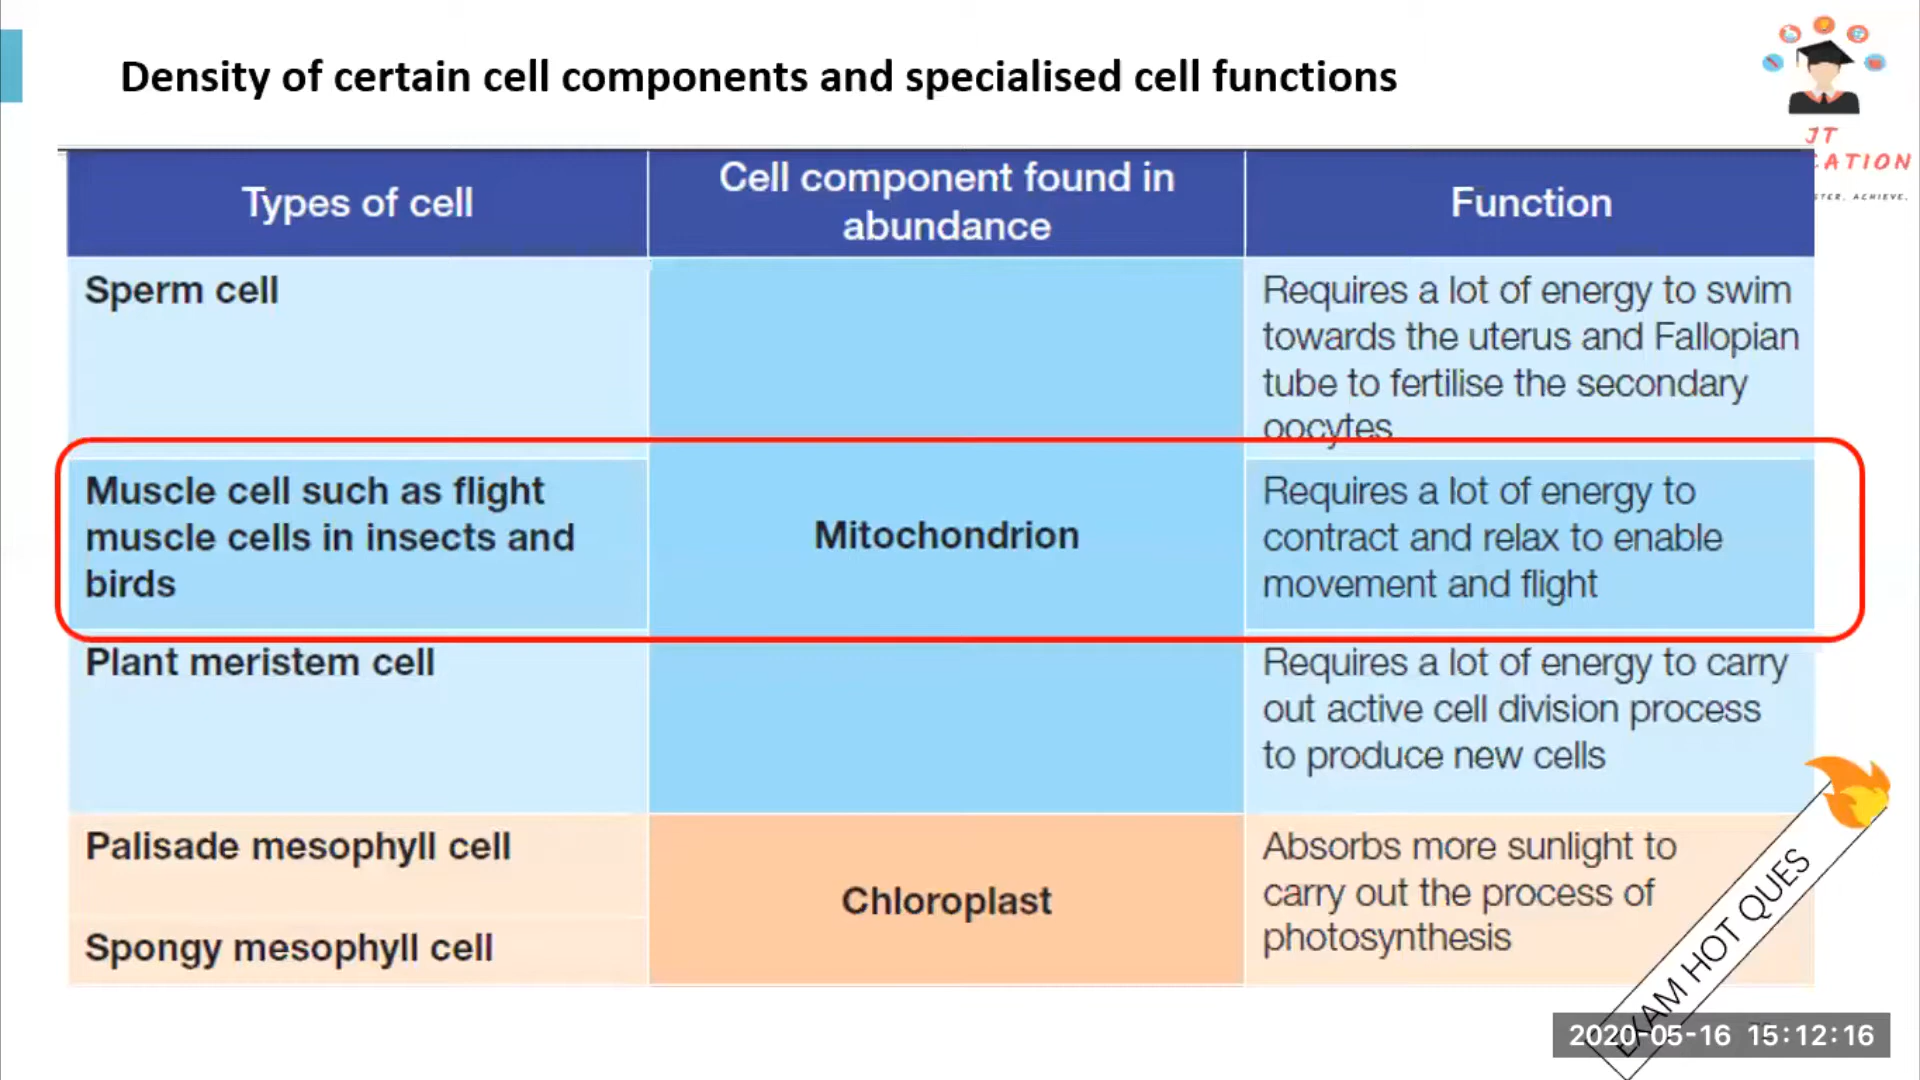 Density of certain cell components and specialised cell functions
JT
CATION
STER, ACHIEVE.
Types of cell
Cell component found in
abundance
Function
Sperm cell
Requires a lot of energy to swim
towards the uterus and Fallopian
tube to fertilise the secondary
oocytes
Muscle cell such as flight
muscle cells in insects and
birds
Mitochondrion
Requires a lot of energy to
contract and relax to enable
movement and flight
Plant meristem cell
Requires a lot of energy to carry
out active cell division process
to produce new cells
Palisade mesophyll cell
Spongy mesophyll cell
Chloroplast
Absorbs more sunlight to
carry out the process of
photosynthesis
EXAM HOT QUES
2020-05-16 15:12:16